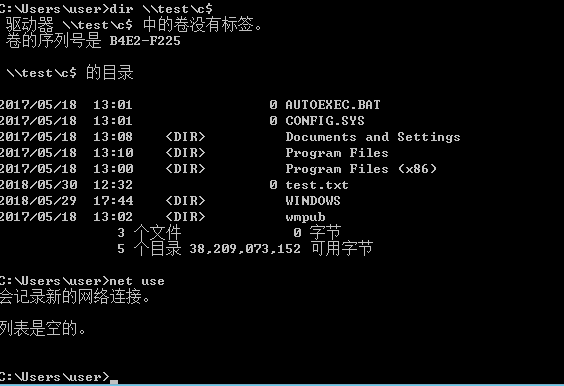 C:\Users\user>dir \\test\c$
驱动器 \\test\c$ 中的卷没有标签。
卷的序列号是 B4E2-F225
\\test\c$ 的目录
2017/05/18 13:01 0 AUTOEXEC.BAT
2017/05/18 13:01 0 CONFIG.SYS
2017/05/18 13:08 <DIR> Documents and Settings
2017/05/18 13:10 <DIR> Program Files
2017/05/18 13:00 <DIR> Program Files (x86)
2018/05/30 12:32 0 test.txt
2018/05/29 17:44 <DIR> WINDOWS
2017/05/18 13:02 <DIR> wmpub
3 个文件 0 字节
5 个目录 38,209,073,152 可用字节
C:\Users\user>net use
会记录新的网络连接。
列表是空的。
C:\Users\user>_